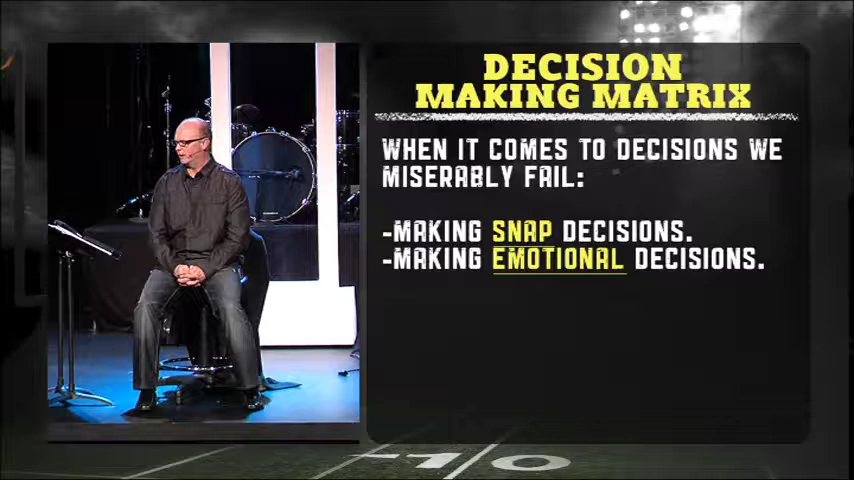 DECISION
MAKING MATRIX
WHEN IT COMES TO DECISIONS WE
MISERABLY FAIL:
-MAKING SNAP DECISIONS.
-MAKING EMOTIONAL DECISIONS.
-10